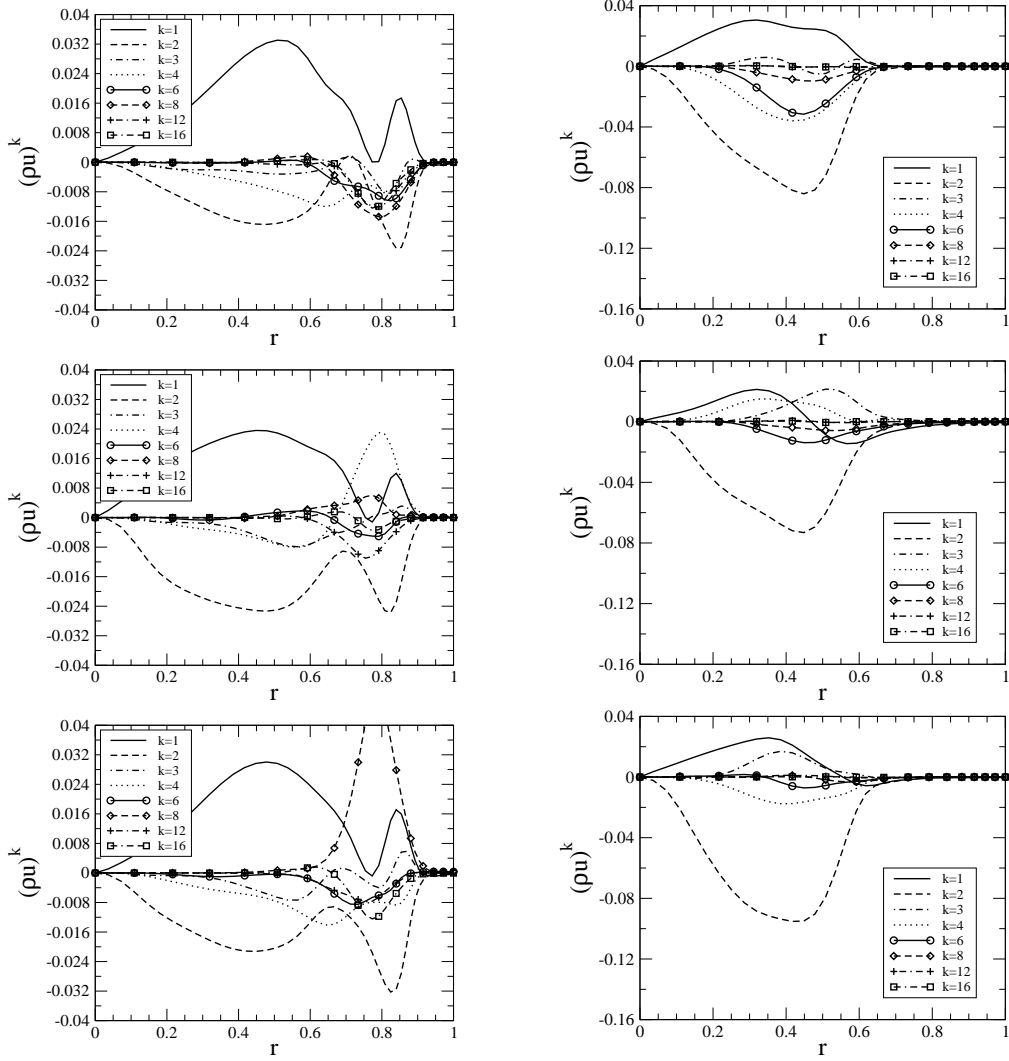 0.04
0.032
0.024
0.016
0.008
0
-0.008
-0.016
-0.024
-0.032
-0.04
(ρu)^k
k=1
k=2
k=3
k=4
k=6
k=8
k=12
k=16
0 0.2 0.4 0.6 0.8 1
r
0.04
0
-0.04
-0.08
-0.12
-0.16
(ρu)^k
k=1
k=2
k=3
k=4
k=6
k=8
k=12
k=16
0 0.2 0.4 0.6 0.8 1
r
0.04
0.032
0.024
0.016
0.008
0
-0.008
-0.016
-0.024
-0.032
-0.04
(ρu)^k
k=1
k=2
k=3
k=4
k=6
k=8
k=12
k=16
0 0.2 0.4 0.6 0.8 1
r
0.04
0
-0.04
-0.08
-0.12
-0.16
(ρu)^k
k=1
k=2
k=3
k=4
k=6
k=8
k=12
k=16
0 0.2 0.4 0.6 0.8 1
r
0.04
0.032
0.024
0.016
0.008
0
-0.008
-0.016
-0.024
-0.032
-0.04
(ρu)^k
k=1
k=2
k=3
k=4
k=6
k=8
k=12
k=16
0 0.2 0.4 0.6 0.8 1
r
0.04
0
-0.04
-0.08
-0.12
-0.16
(ρu)^k
k=1
k=2
k=3
k=4
k=6
k=8
k=12
k=16
0 0.2 0.4 0.6 0.8 1
r